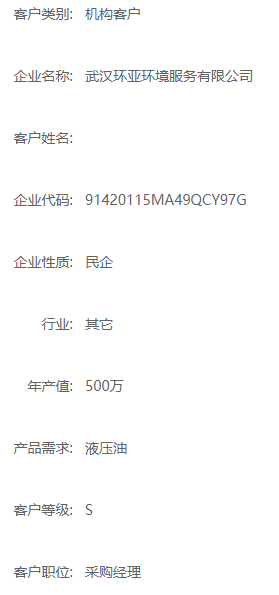 客户类别: 机构客户
企业名称: 武汉环亚环境服务有限公司
客户姓名:
企业代码: 91420115MA49QCY97G
企业性质: 民企
行业: 其它
年产值: 500万
产品需求: 液压油
客户等级: S
客户职位: 采购经理